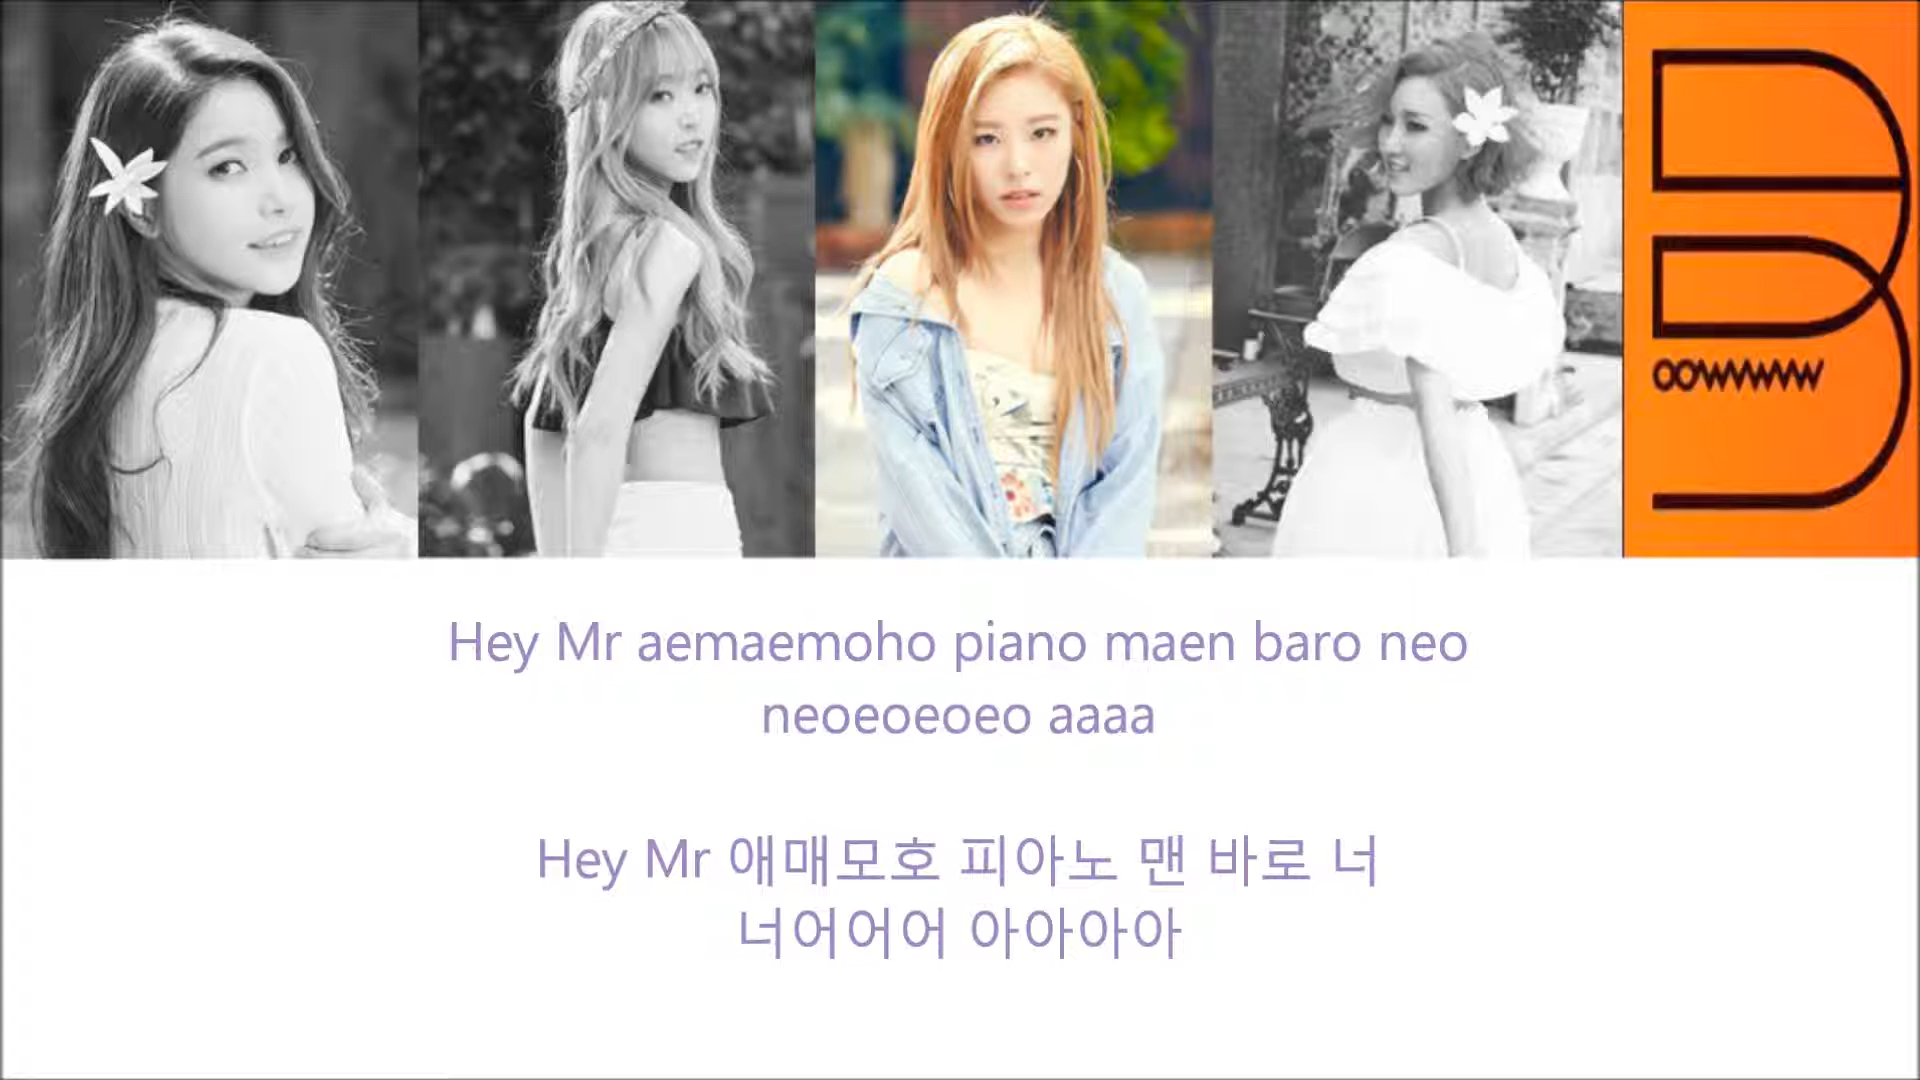 oowwwww
Hey Mr aemaemoho piano maen baro neo
neoeoeoeo aaaa
Hey Mr 애매모호 피아노 맨 바로 너
너어어어 아아아아